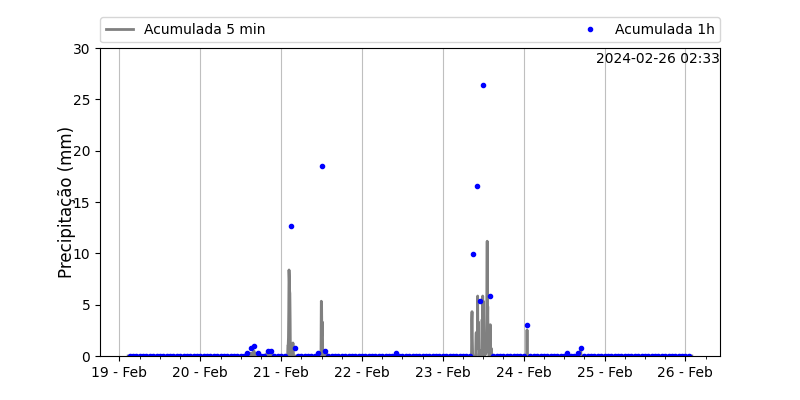 Acumulada 5 min
Acumulada 1h
2024-02-26 02:33
Precipitação (mm)
30
25
20
15
10
5
0
19 - Feb
20 - Feb
21 - Feb
22 - Feb
23 - Feb
24 - Feb
25 - Feb
26 - Feb